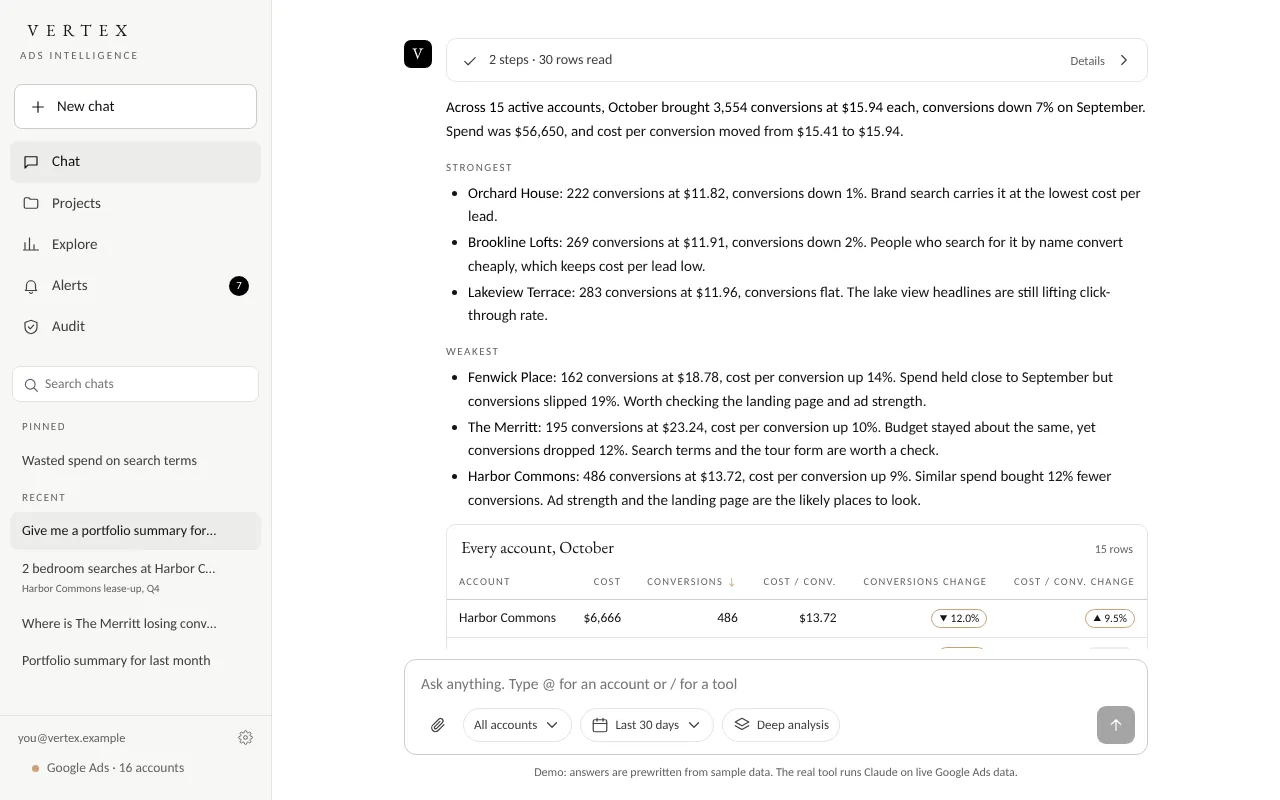 VERTEX
ADS INTELLIGENCE
New chat
Chat
Projects
Explore
Alerts
7
Audit
Search chats
PINNED
Wasted spend on search terms
RECENT
Give me a portfolio summary for...
2 bedroom searches at Harbor C...
Harbor Commons lease-up, Q4
Where is The Merritt losing conv...
Portfolio summary for last month
you@vertex.example
Google Ads · 16 accounts
V
2 steps · 30 rows read
Details
Across 15 active accounts, October brought 3,554 conversions at $15.94 each, conversions down 7% on September.
Spend was $56,650, and cost per conversion moved from $15.41 to $15.94.
STRONGEST
• Orchard House: 222 conversions at $11.82, conversions down 1%. Brand search carries it at the lowest cost per
lead.
• Brookline Lofts: 269 conversions at $11.91, conversions down 2%. People who search for it by name convert
cheaply, which keeps cost per lead low.
• Lakeview Terrace: 283 conversions at $11.96, conversions flat. The lake view headlines are still lifting click-
through rate.
WEAKEST
• Fenwick Place: 162 conversions at $18.78, cost per conversion up 14%. Spend held close to September but
conversions slipped 19%. Worth checking the landing page and ad strength.
• The Merritt: 195 conversions at $23.24, cost per conversion up 10%. Budget stayed about the same, yet
conversions dropped 12%. Search terms and the tour form are worth a check.
• Harbor Commons: 486 conversions at $13.72, cost per conversion up 9%. Similar spend bought 12% fewer
conversions. Ad strength and the landing page are the likely places to look.
Every account, October
15 rows
ACCOUNT COST CONVERSIONS ↓ COST / CONV. CONVERSIONS CHANGE COST / CONV. CHANGE
Harbor Commons $6,666 486 $13.72 ▼ 12.0% ▲ 9.5%
Ask anything. Type @ for an account or / for a tool
All accounts
Last 30 days
Deep analysis
Demo: answers are prewritten from sample data. The real tool runs Claude on live Google Ads data.